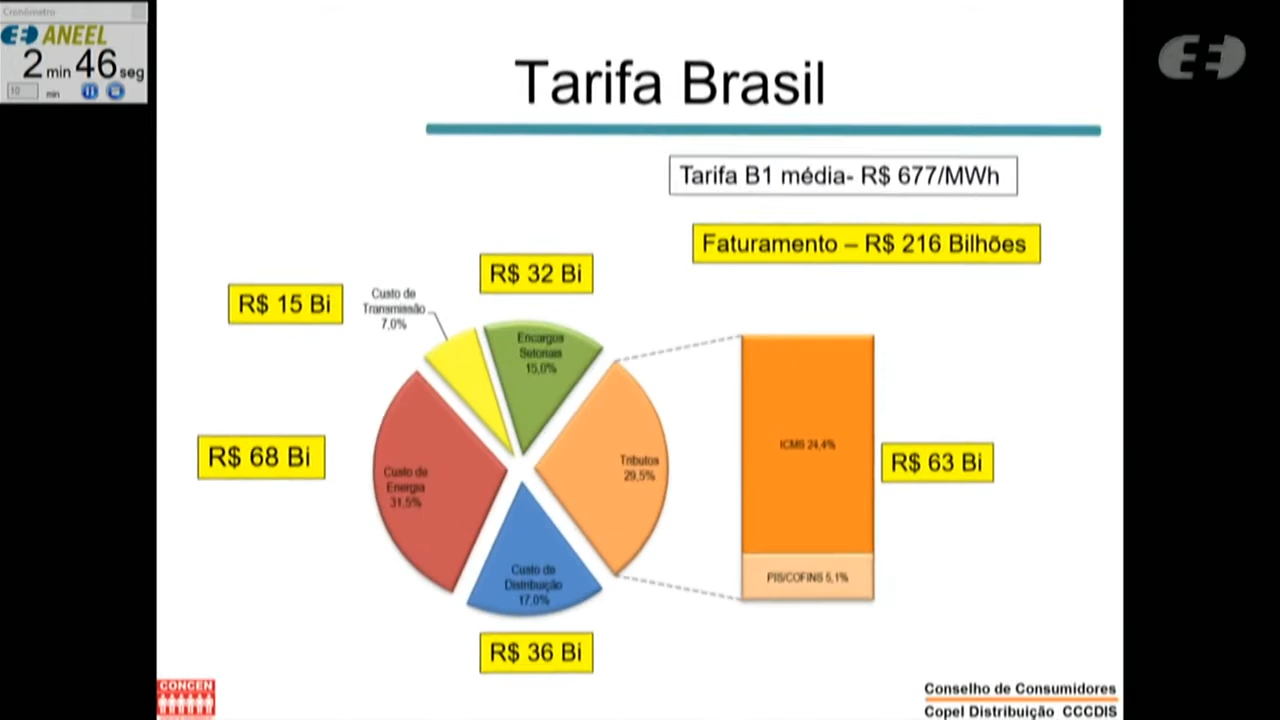 Cronômetro
ANEEL
2 min 46 seg
10 min
Tarifa Brasil
Tarifa B1 média- R$ 677/MWh
Faturamento – R$ 216 Bilhões
R$ 32 Bi
R$ 15 Bi
Custo de
Transmissão
7,0%
Encargos
Setoriais
15,0%
ICMS 24,4%
R$ 68 Bi
Custo de
Energia
31,5%
Tributos
29,5%
R$ 63 Bi
Custo de
Distribuição
17,0%
PIS/COFINS 5,1%
R$ 36 Bi
CONCEN
Conselho de Consumidores
Copel Distribuição CCCDIS